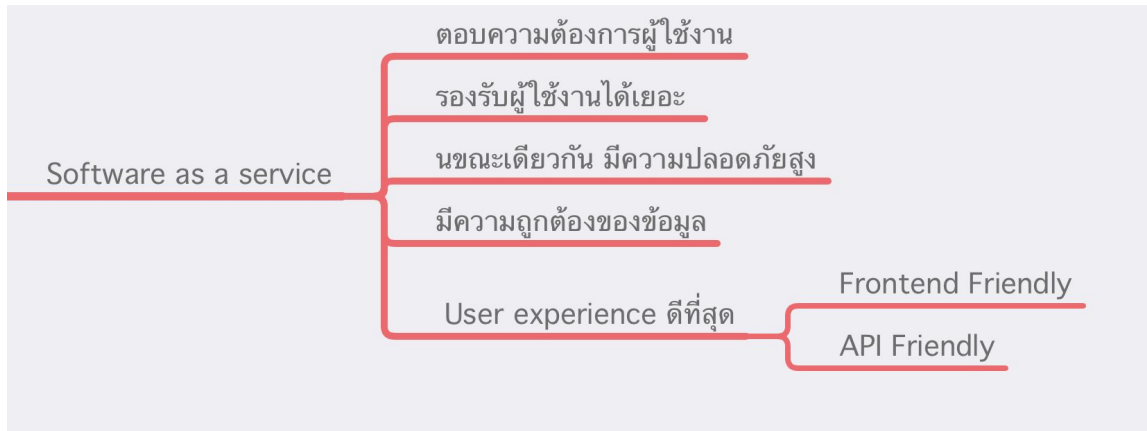 ตอบความต้องการผู้ใช้งาน
รองรับผู้ใช้งานได้เยอะ
Software as a service
นขณะเดียวกัน มีความปลอดภัยสูง
มีความถูกต้องของข้อมูล
User experience ดีที่สุด
Frontend Friendly
API Friendly